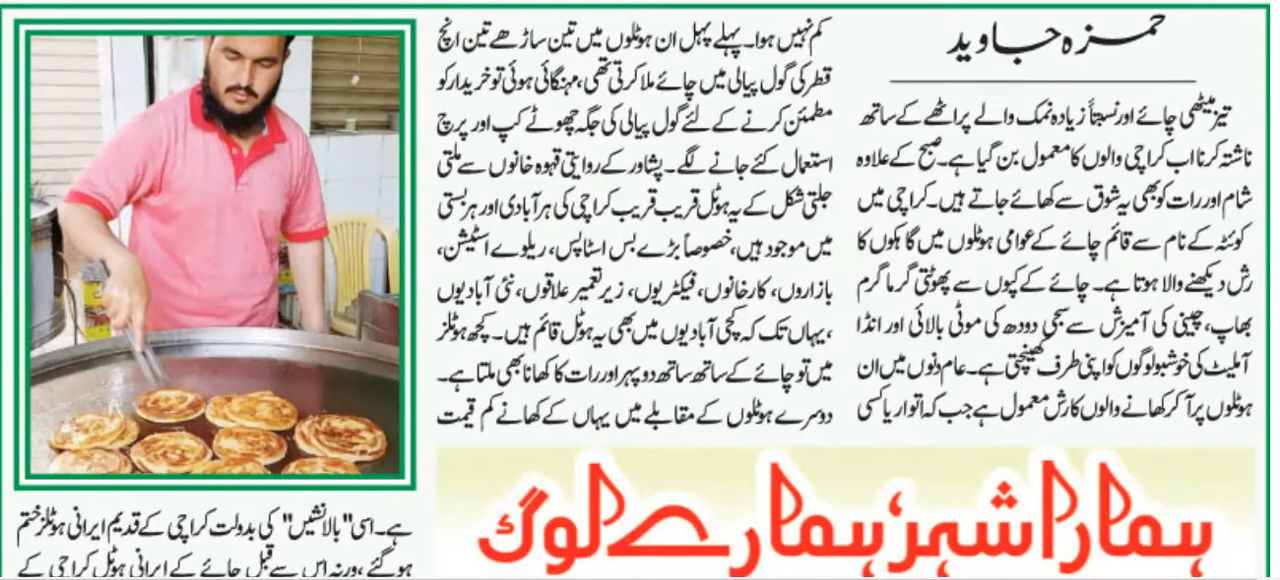 حمزہ جاوید
تیز میٹھی چائے اور نسبتاً زیادہ نمک والے پراٹھے کے ساتھ
ناشتہ کرنا اب کراچی والوں کا معمول بن گیا ہے۔ صبح کے علاوہ
شام اور رات کو بھی یہ شوق سے کھائے جاتے ہیں۔ کراچی میں
کوئٹہ کے نام سے قائم چائے کے عوامی ہوٹلوں میں گاہکوں کا
رش دیکھنے والا ہوتا ہے۔ چائے کے کپوں سے پھوٹتی گرما گرم
بھاپ، چینی کی آمیزش سے سجی دودھ کی موٹی بالائی اور انڈا
آملیٹ کی خوشبو لوگوں کو اپنی طرف کھینچتی ہے۔ عام دنوں میں ان
ہوٹلوں پر آ کر کھانے والوں کا رش معمول ہے جب کہ اتوار یا کسی
کم نہیں ہوا۔ پہلے پہل ان ہوٹلوں میں تین ساڑھے تین انچ
قطر کی گول پیالی میں چائے ملا کرتی تھی، مہنگائی ہوئی تو خریدار کو
مطمئن کرنے کے لئے گول پیالی کی جگہ چھوٹے کپ اور پرچ
استعمال کئے جانے لگے۔ پشاور کے روایتی قہوہ خانوں سے ملتی
جلتی شکل کے یہ ہوٹل قریب قریب کراچی کی ہر آبادی اور ہر بستی
میں موجود ہیں، خصوصاً بڑے بس اسٹاپس، ریلوے اسٹیشن،
بازاروں، کارخانوں، فیکٹریوں، زیر تعمیر علاقوں، نئی آبادیوں
، یہاں تک کہ کچی آبادیوں میں بھی یہ ہوٹل قائم ہیں۔ کچھ ہوٹلز
میں تو چائے کے ساتھ ساتھ دوپہر اور رات کا کھانا بھی ملتا ہے۔
دوسرے ہوٹلوں کے مقابلے میں یہاں کے کھانے کم قیمت
ہمارا شہر، ہمارے لوگ
ہے۔ اسی "بالا نشیں" کی بدولت کراچی کے قدیم ایرانی ہوٹلز ختم
ہو گئے، ورنہ اس سے قبل چائے کے ایرانی ہوٹل کراچی کے